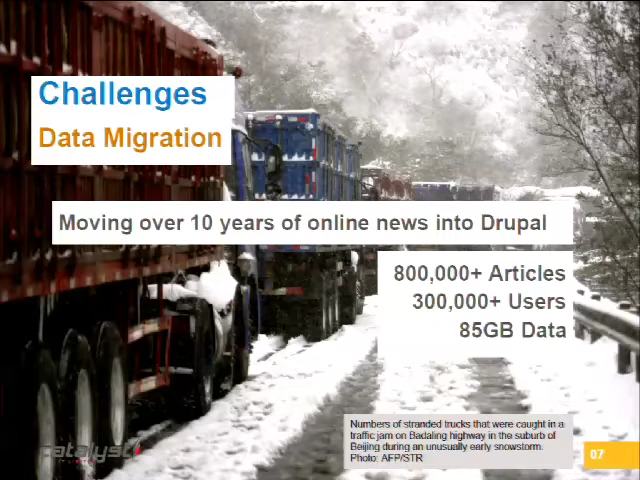 Challenges
Data Migration
Moving over 10 years of online news into Drupal
800,000+ Articles
300,000+ Users
85GB Data
Numbers of stranded trucks that were caught in a
traffic jam on Badaling highway in the suburb of
Beijing during an unusually early snowstorm.
Photo: AFP/STR
catalyst
07